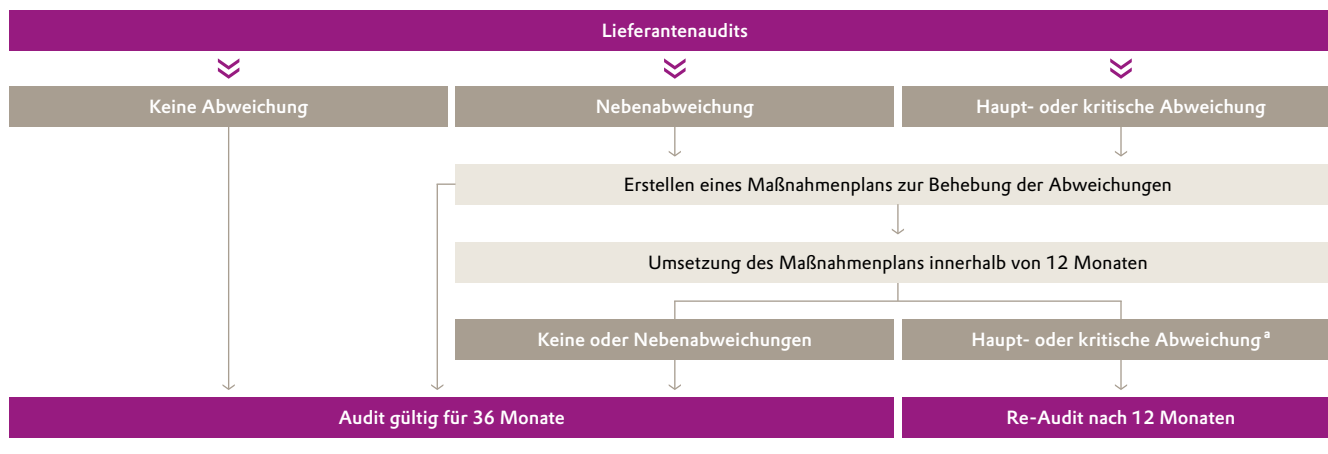 Lieferantenaudits
Keine Abweichung
Nebenabweichung
Haupt- oder kritische Abweichung
Erstellen eines Maßnahmenplans zur Behebung der Abweichungen
Umsetzung des Maßnahmenplans innerhalb von 12 Monaten
Keine oder Nebenabweichungen
Haupt- oder kritische Abweichung ª
Audit gültig für 36 Monate
Re-Audit nach 12 Monaten